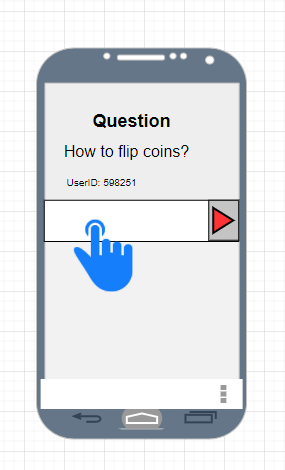 Question
How to flip coins?
UserID: 598251